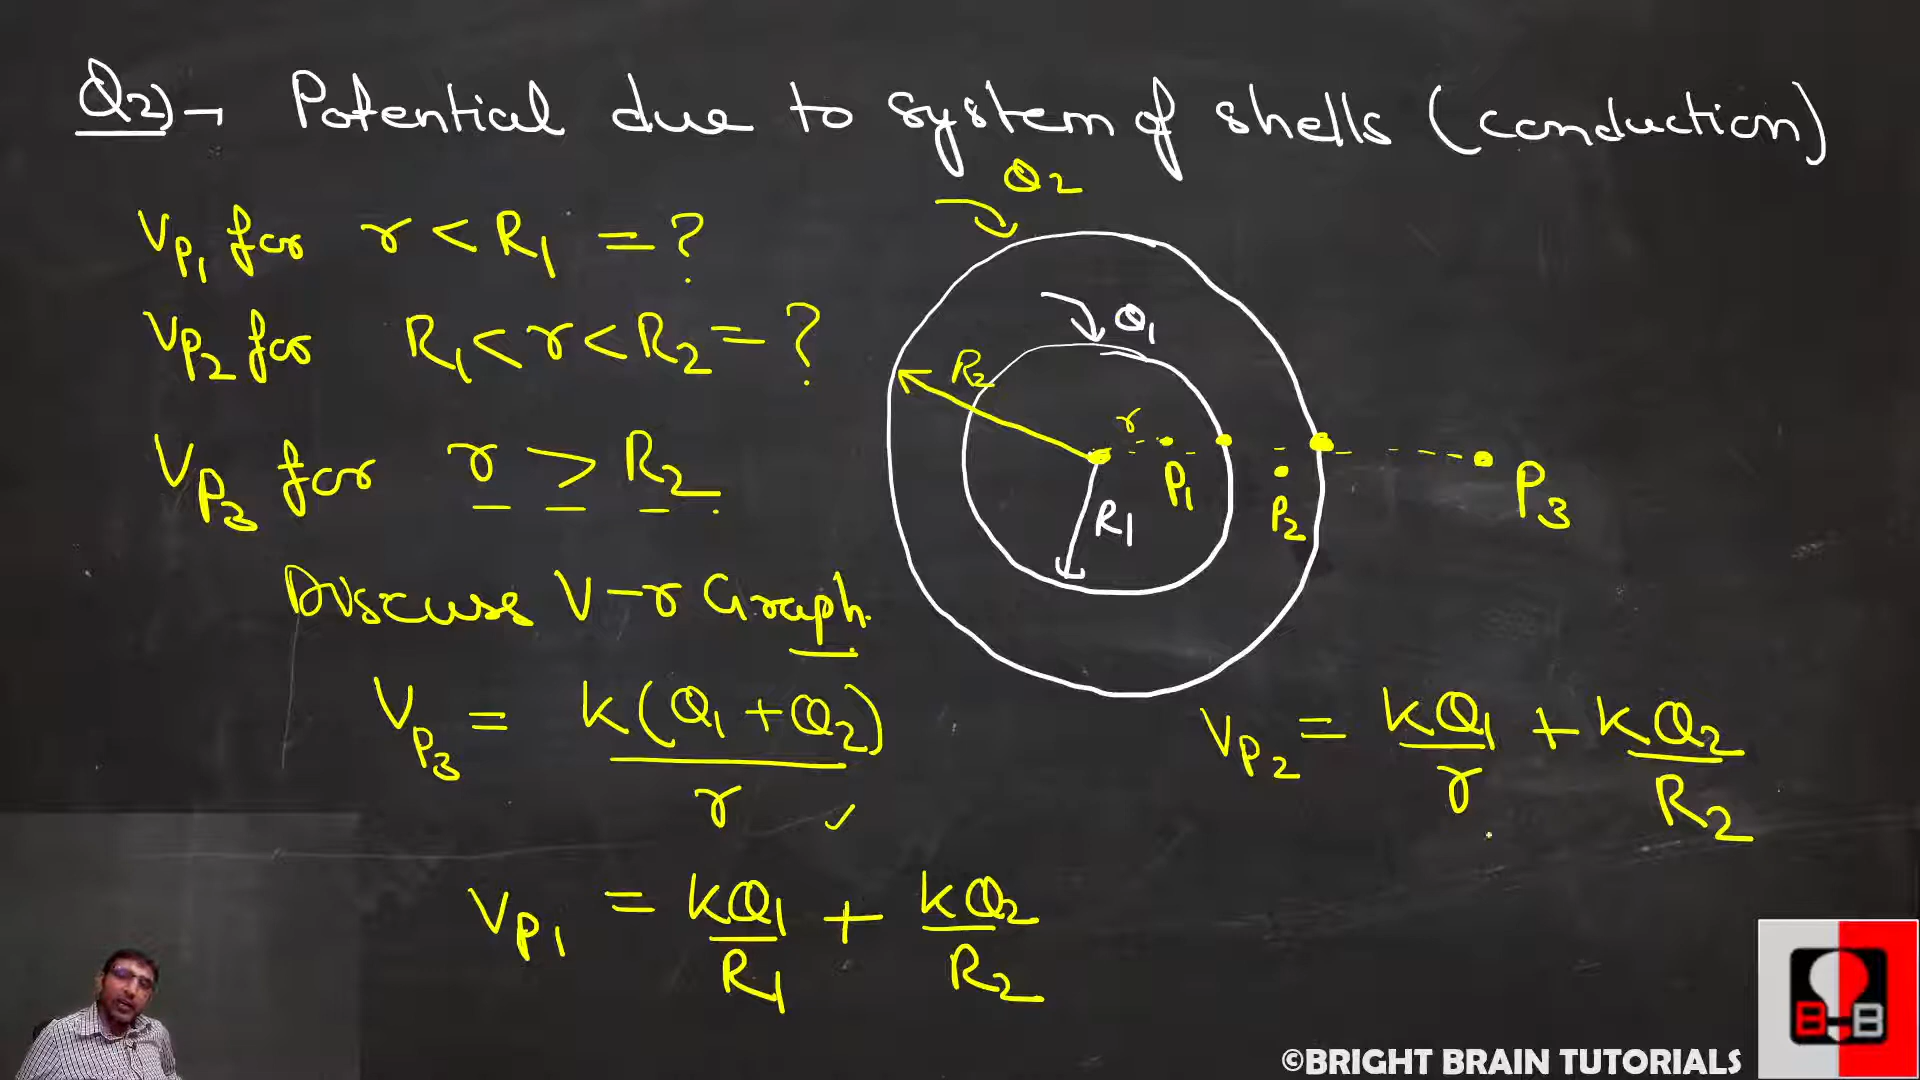 Q2)→ Potential due to system of shells (conduction)
VP1 for r < R1 = ?
VP2 for R1 < r < R2 = ?
VP3 for r > R2
Discuss V-r Graph.
Q2
Q1
R2
r
R1
P1
P2
P3
VP3 = k(Q1 + Q2) / r ✓
VP2 = kQ1 / r + kQ2 / R2
VP1 = kQ1 / R1 + kQ2 / R2
B B
©BRIGHT BRAIN TUTORIALS